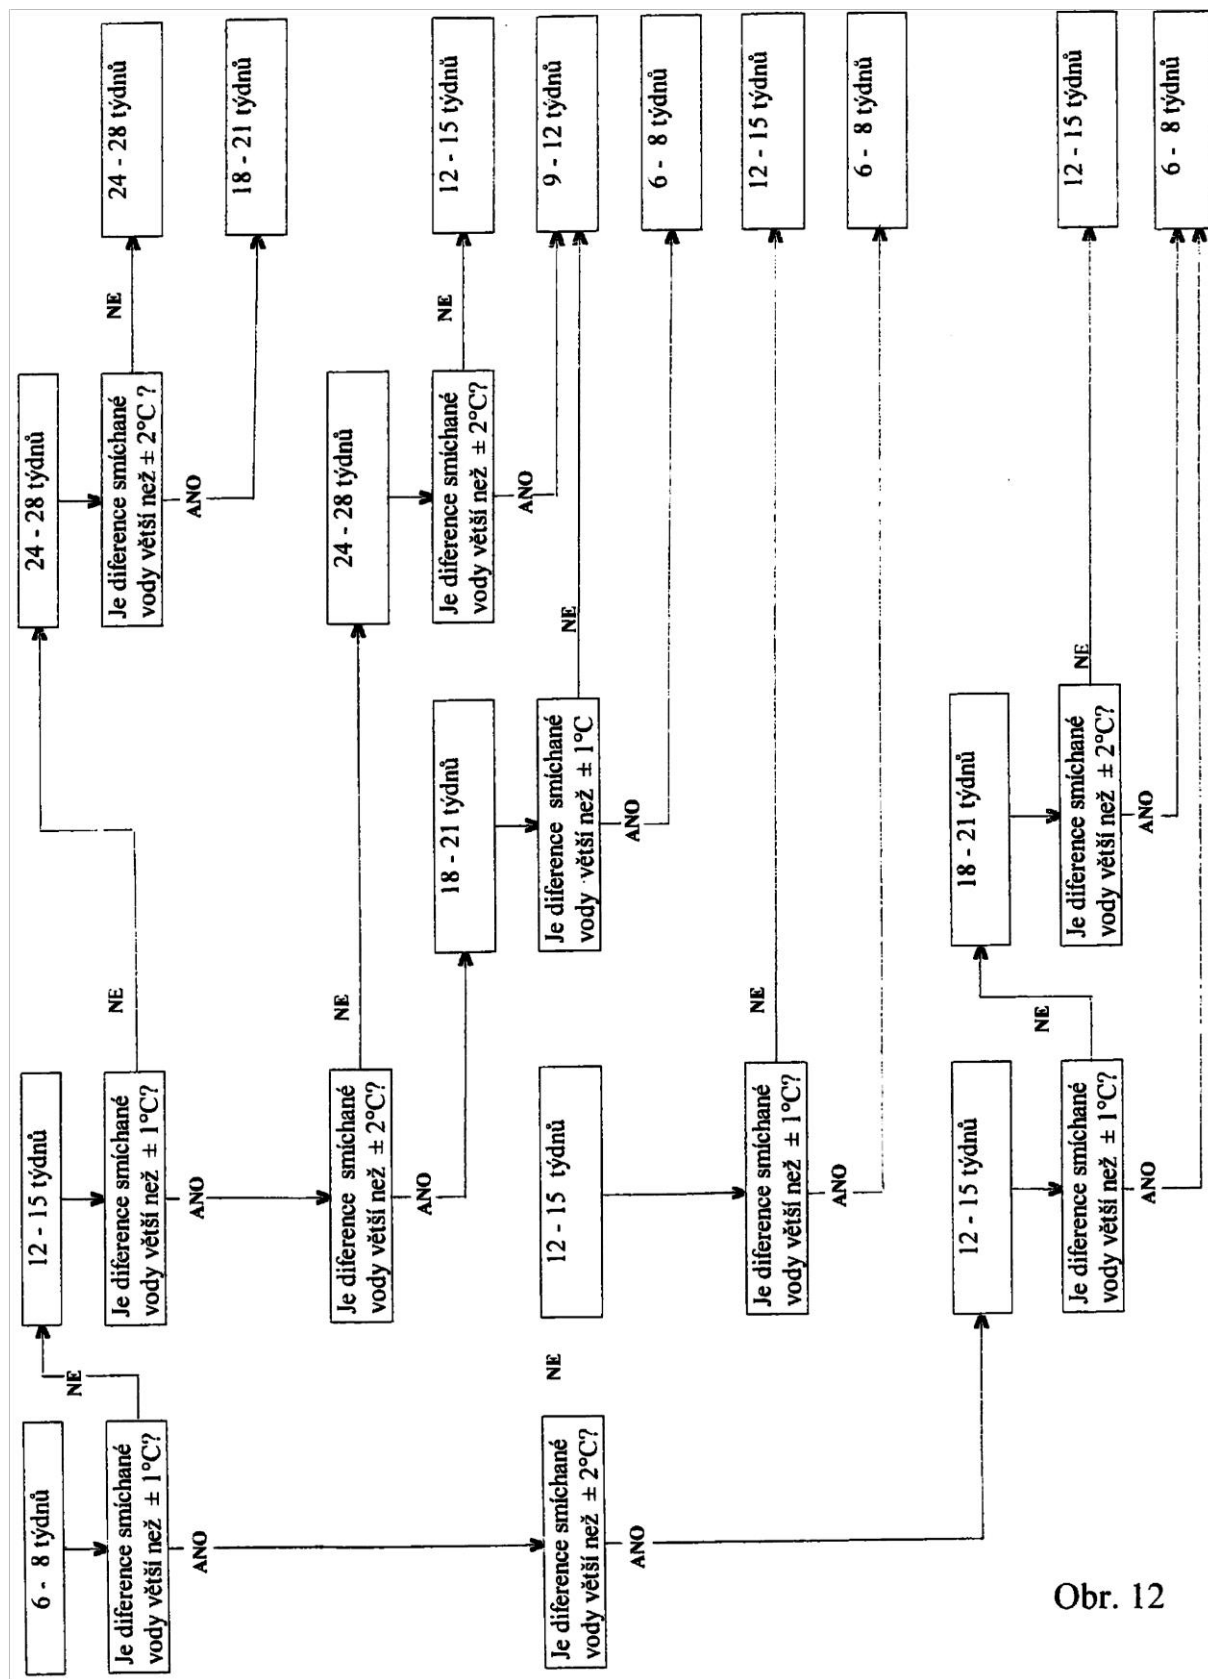 6 - 8 týdnů
12 - 15 týdnů
24 - 28 týdnů
NE
Je diference smíchané
vody větší než ± 1°C?
NE
Je diference smíchané
vody větší než ± 1°C?
NE
Je diference smíchané
vody větší než ± 2°C ?
24 - 28 týdnů
ANO
ANO
ANO
18 - 21 týdnů
Je diference smíchané
vody větší než ± 2°C?
NE
24 - 28 týdnů
ANO
18 - 21 týdnů
Je diference smíchané
vody větší než ± 2°C?
NE
12 - 15 týdnů
ANO
Je diference smíchané
vody větší než ± 2°C?
NE
12 - 15 týdnů
Je diference smíchané
vody větší než ± 1°C
NE
9 - 12 týdnů
ANO
ANO
6 - 8 týdnů
Je diference smíchané
vody větší než ± 1°C?
NE
12 - 15 týdnů
ANO
6 - 8 týdnů
12 - 15 týdnů
18 - 21 týdnů
NE
Je diference smíchané
vody větší než ± 1°C?
Je diference smíchané
vody větší než ± 2°C?
NE
12 - 15 týdnů
ANO
ANO
6 - 8 týdnů
Obr. 12